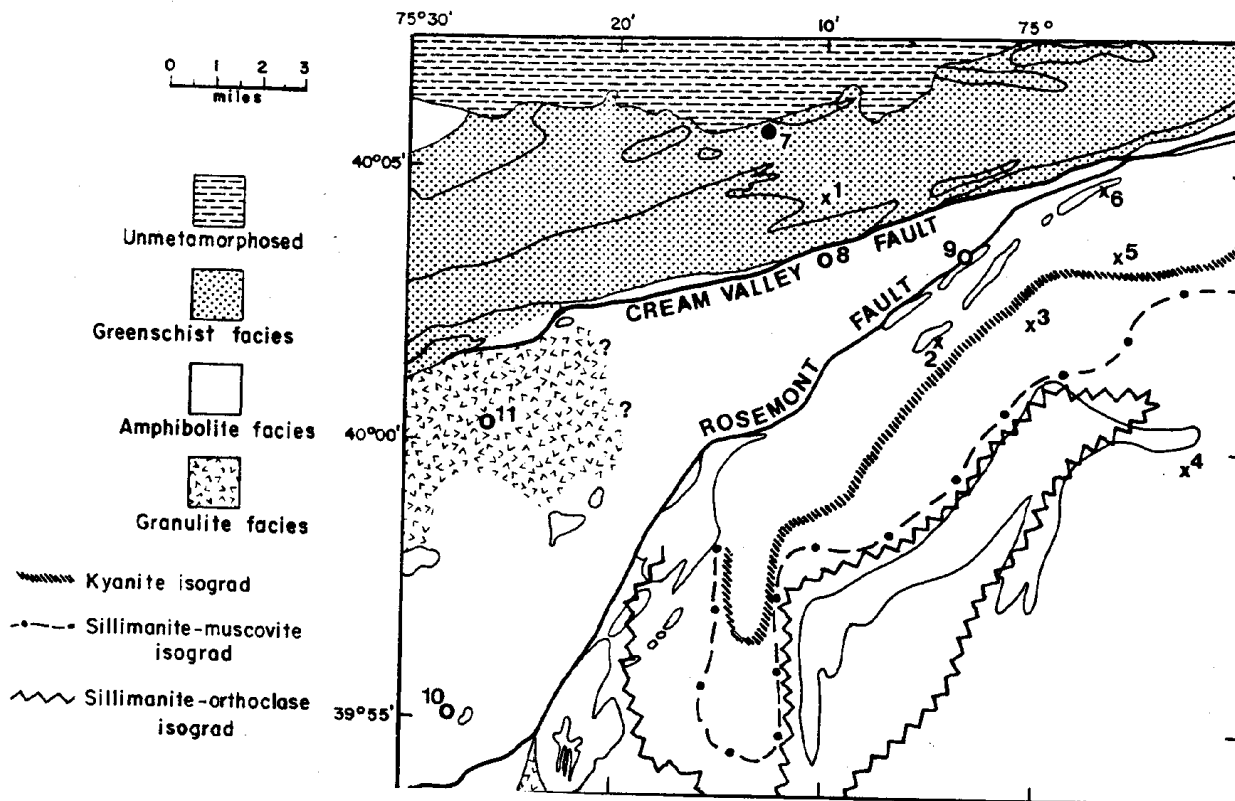 75°30'
20'
10'
75°
0 1 2 3
miles
Unmetamorphosed
Greenschist facies
Amphibolite facies
Granulite facies
Kyanite isograd
Sillimanite-muscovite
isograd
Sillimanite-orthoclase
isograd
40°05'
40°00'
39°55'
7
x1
x6
8
9
x5
CREAM VALLEY FAULT
ROSEMONT FAULT
x3
x
2
?
?
11
x4
10